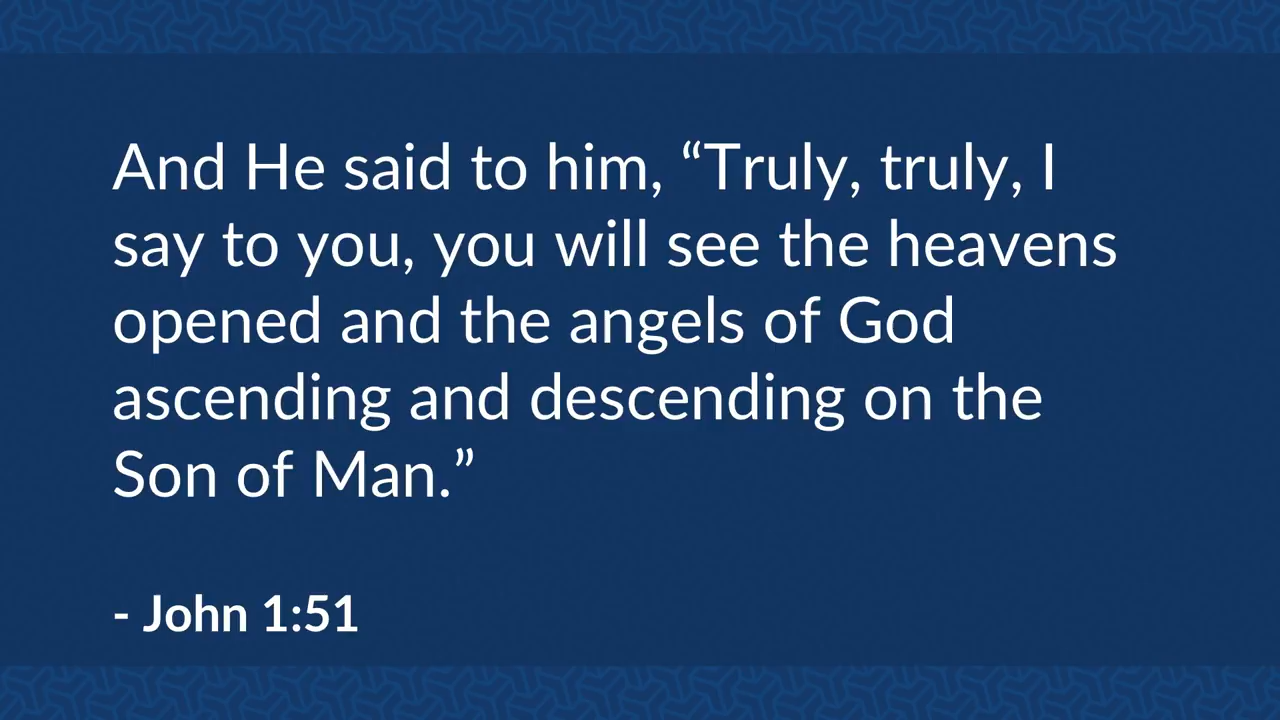 And He said to him, “Truly, truly, I
say to you, you will see the heavens
opened and the angels of God
ascending and descending on the
Son of Man.”
- John 1:51